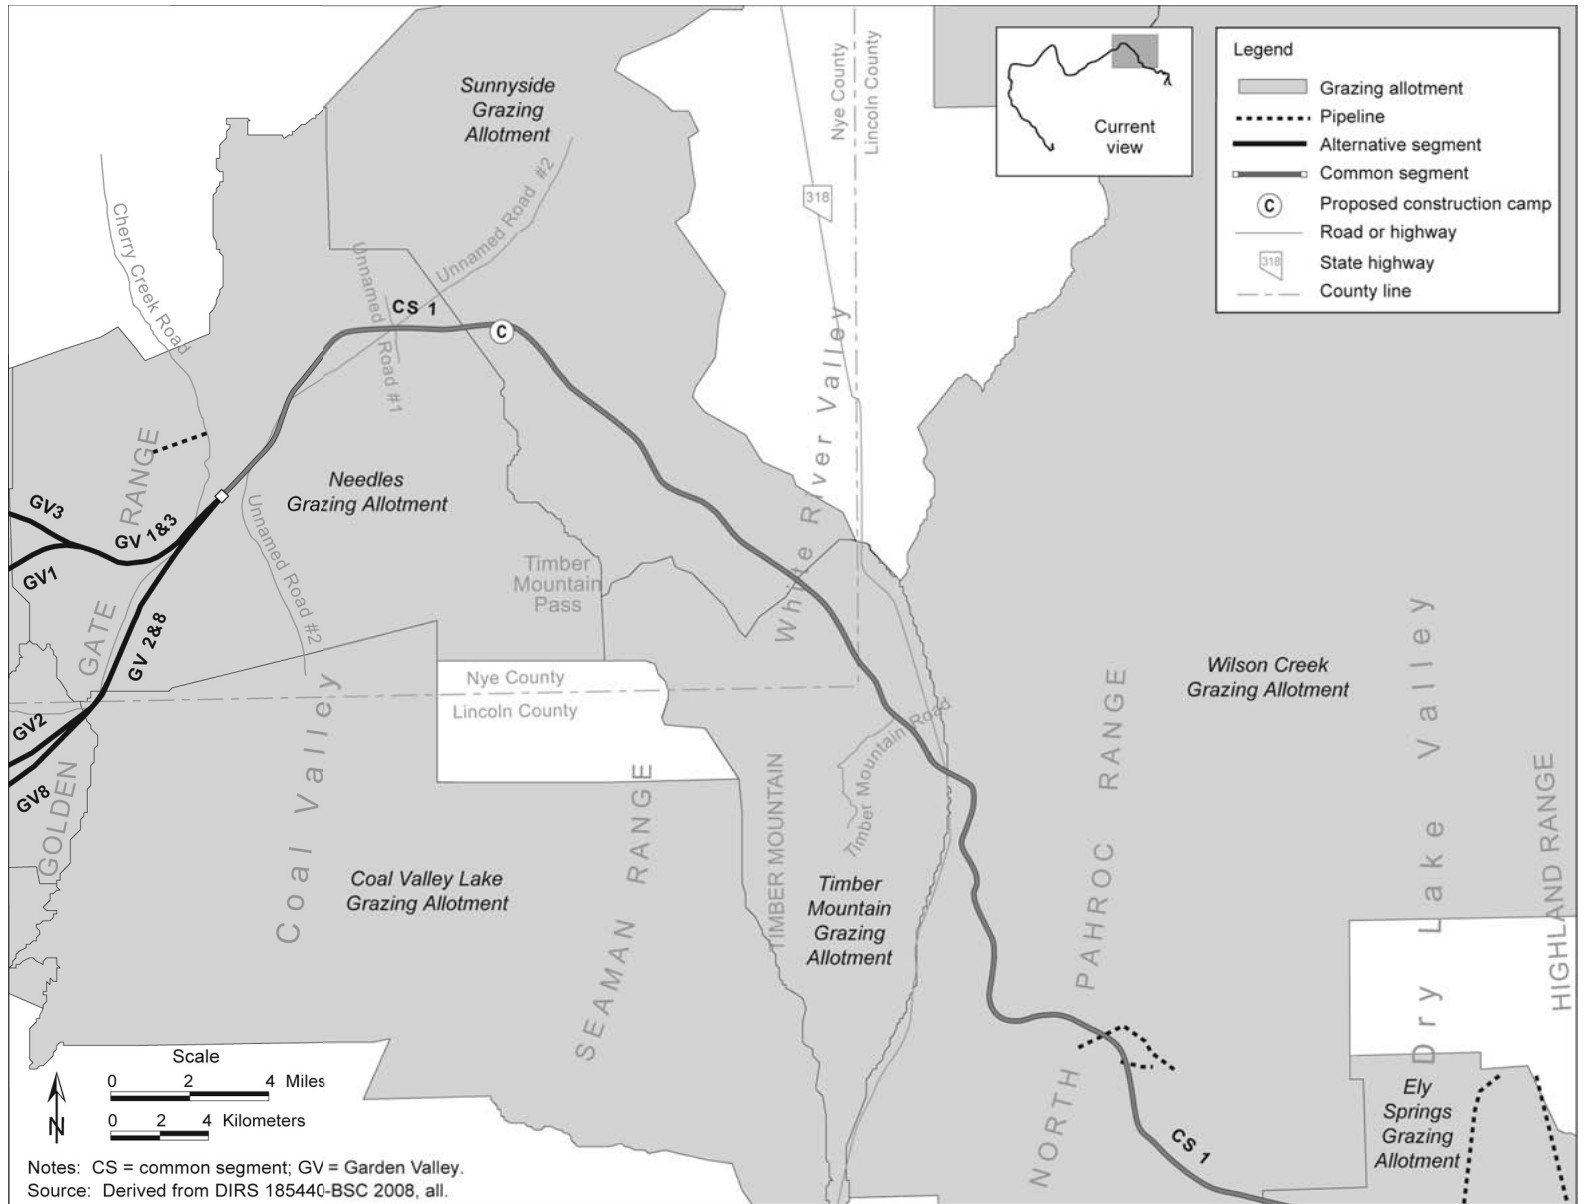 Sunnyside
Grazing
Allotment
Nye County
Lincoln County
318
Current
view
Legend
Grazing allotment
Pipeline
Alternative segment
Common segment
C
Proposed construction camp
Road or highway
318
State highway
County line
Cherry Creek Road
Unnamed Road #2
Unnamed Road #1
CS 1
C
White River Valley
GOLDEN GATE RANGE
Needles
Grazing Allotment
GV3
GV 1&3
GV1
Unnamed Road #2
GV 2&8
Timber
Mountain
Pass
Wilson Creek
Grazing Allotment
Nye County
Lincoln County
GV2
GV8
Coal Valley
SEAMAN RANGE
TIMBER MOUNTAIN
Timber Mountain Road
NORTH PAHROC RANGE
Dry Lake Valley
HIGHLAND RANGE
Coal Valley Lake
Grazing Allotment
Timber
Mountain
Grazing
Allotment
Ely
Springs
Grazing
Allotment
CS 1
Scale
0 2 4 Miles
0 2 4 Kilometers
N
Notes: CS = common segment; GV = Garden Valley.
Source: Derived from DIRS 185440-BSC 2008, all.